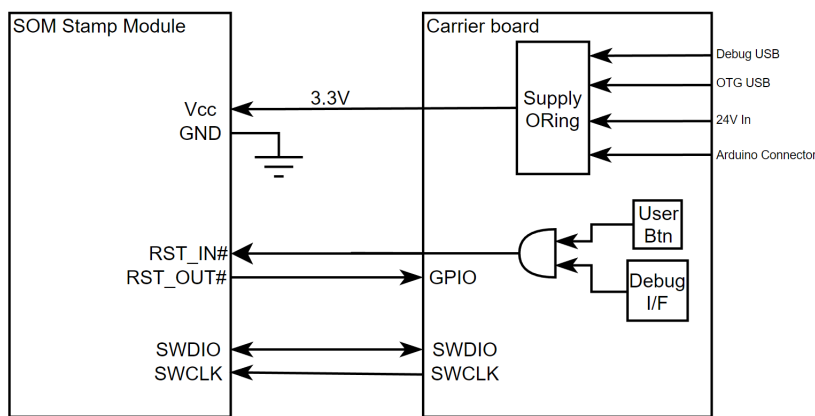 SOM Stamp Module
Carrier board
Debug USB
OTG USB
24V In
Arduino Connector
Supply
ORing
3.3V
Vcc
GND
User
Btn
RST_IN#
RST_OUT#
GPIO
Debug
I/F
SWDIO
SWDIO
SWCLK
SWCLK